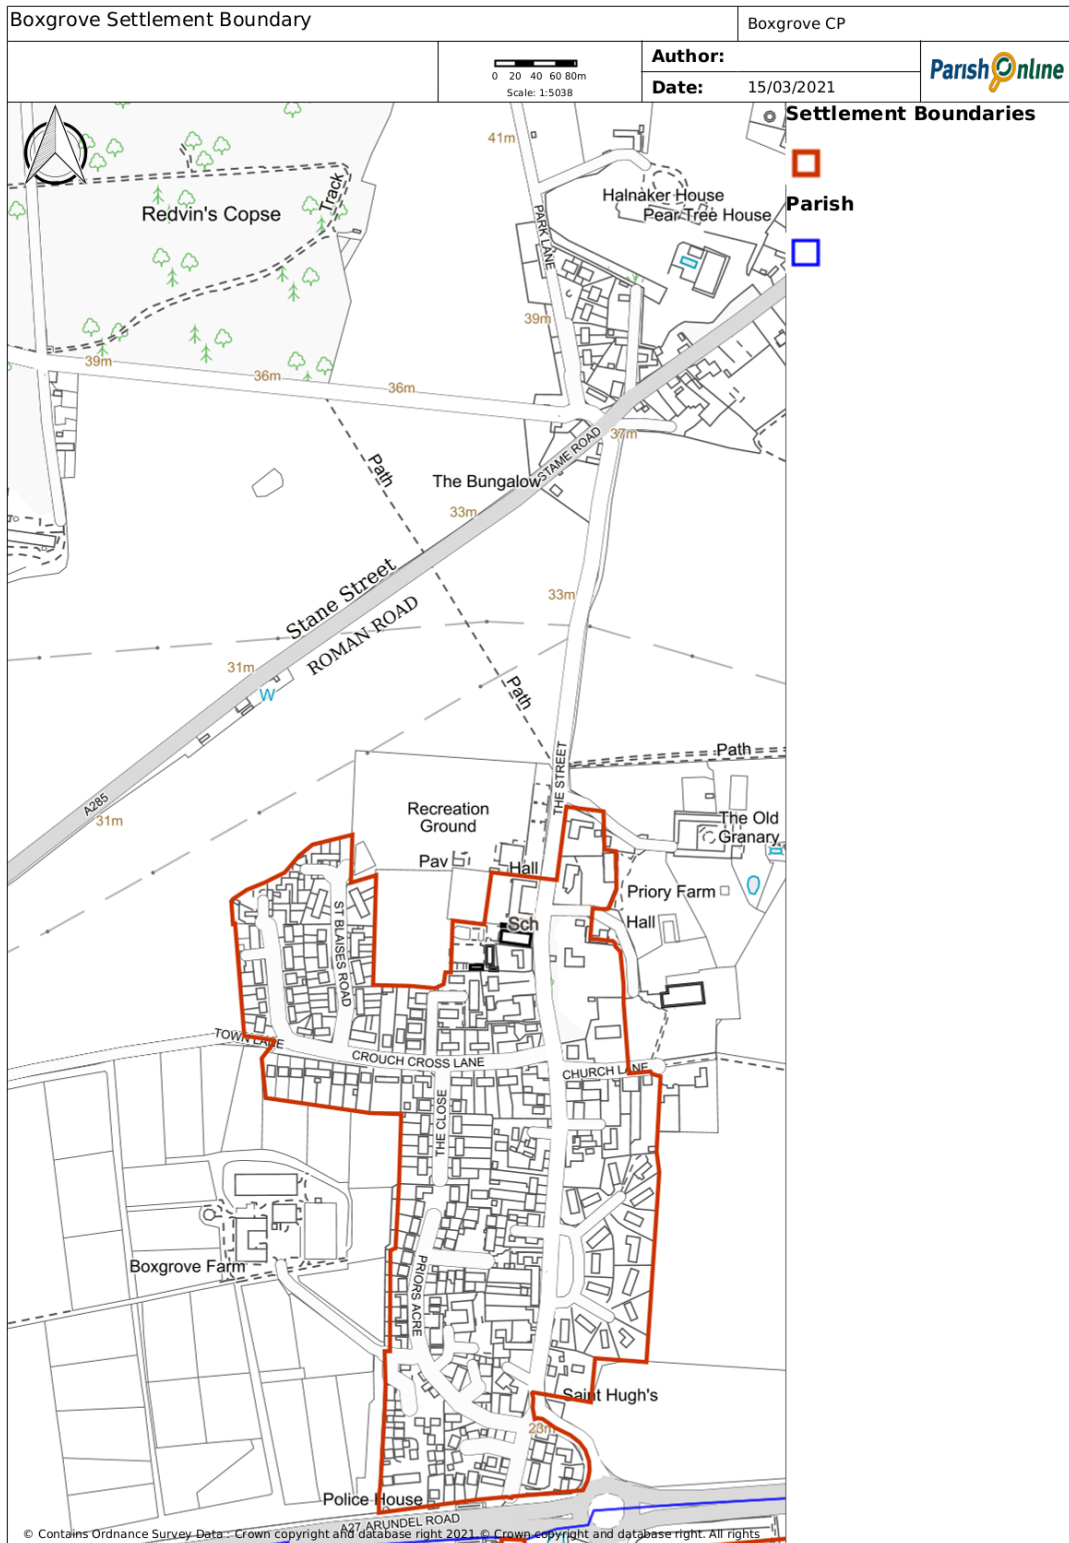 Boxgrove Settlement Boundary
Boxgrove CP
Author:
0 20 40 60 80m
Scale: 1:5038
Date: 15/03/2021
Parish Online
Settlement Boundaries
Parish
41m
Halnaker House
Pear Tree House
Track
Redvin's Copse
PARK LANE
39m
39m
36m
36m
37m
STAME ROAD
Path
The Bungalow
33m
33m
Stane Street
ROMAN ROAD
31m
W
Path
Path
THE STREET
A285
31m
Recreation
Ground
The Old
Granary
Pav
Hall
Priory Farm
Hall
Sch
ST BLAISES ROAD
TOWN LANE
CROUCH CROSS LANE
CHURCH LANE
THE CLOSE
Boxgrove Farm
PRIORS ACRE
Saint Hugh's
23m
Police House
A27 ARUNDEL ROAD
© Contains Ordnance Survey Data : Crown copyright and database right 2021 © Crown copyright and database right. All rights